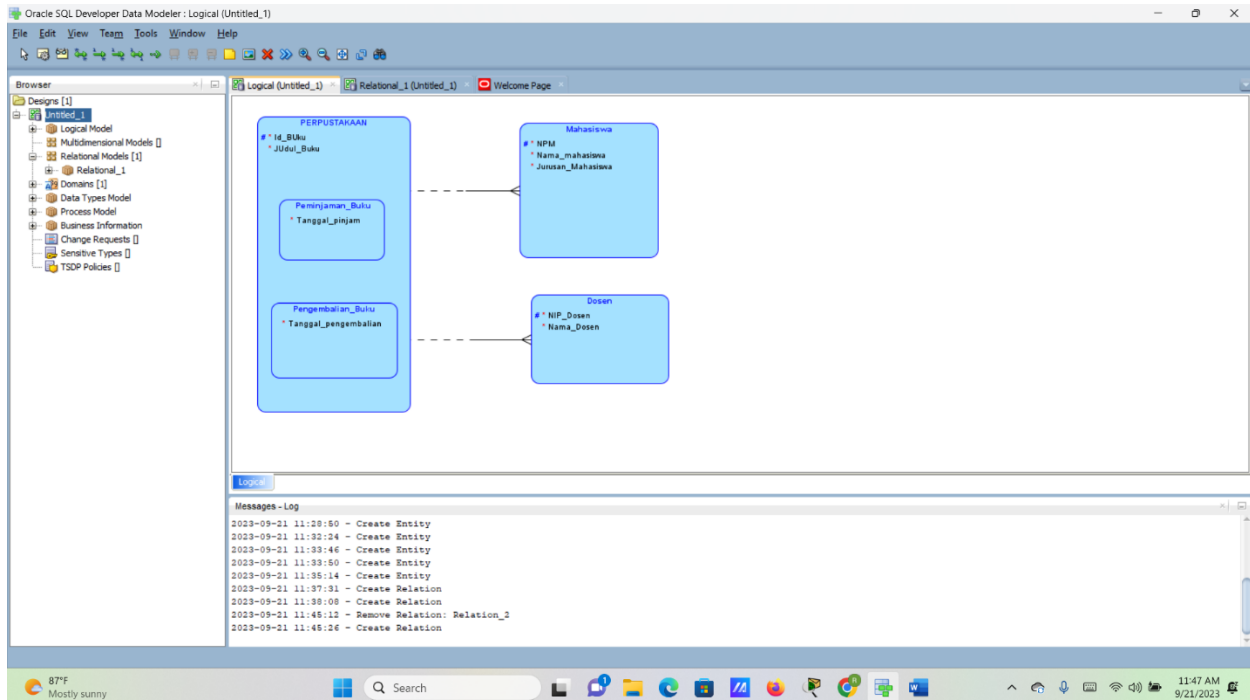 Oracle SQL Developer Data Modeler : Logical (Untitled_1)
File Edit View Team Tools Window Help
Browser
Designs [1]
Untitled_1
Logical Model
Multidimensional Models []
Relational Models [1]
Relational_1
Domains [1]
Data Types Model
Process Model
Business Information
Change Requests []
Sensitive Types []
TSDP Policies []
Logical (Untitled_1) Relational_1 (Untitled_1) Welcome Page
PERPUSTAKAAN
# * Id_BUku
* JUdul_Buku
Peminjaman_Buku
* Tanggal_pinjam
Pengembalian_Buku
* Tanggal_pengembalian
Mahasiswa
# * NPM
* Nama_mahasiswa
* Jurusan_Mahasiswa
Dosen
# * NIP_Dosen
* Nama_Dosen
Logical
Messages - Log
2023-09-21 11:28:50 - Create Entity
2023-09-21 11:32:24 - Create Entity
2023-09-21 11:33:46 - Create Entity
2023-09-21 11:33:50 - Create Entity
2023-09-21 11:35:14 - Create Entity
2023-09-21 11:37:31 - Create Relation
2023-09-21 11:38:08 - Create Relation
2023-09-21 11:45:12 - Remove Relation: Relation_2
2023-09-21 11:45:26 - Create Relation
87°F
Mostly sunny
Search
1
11:47 AM
9/21/2023